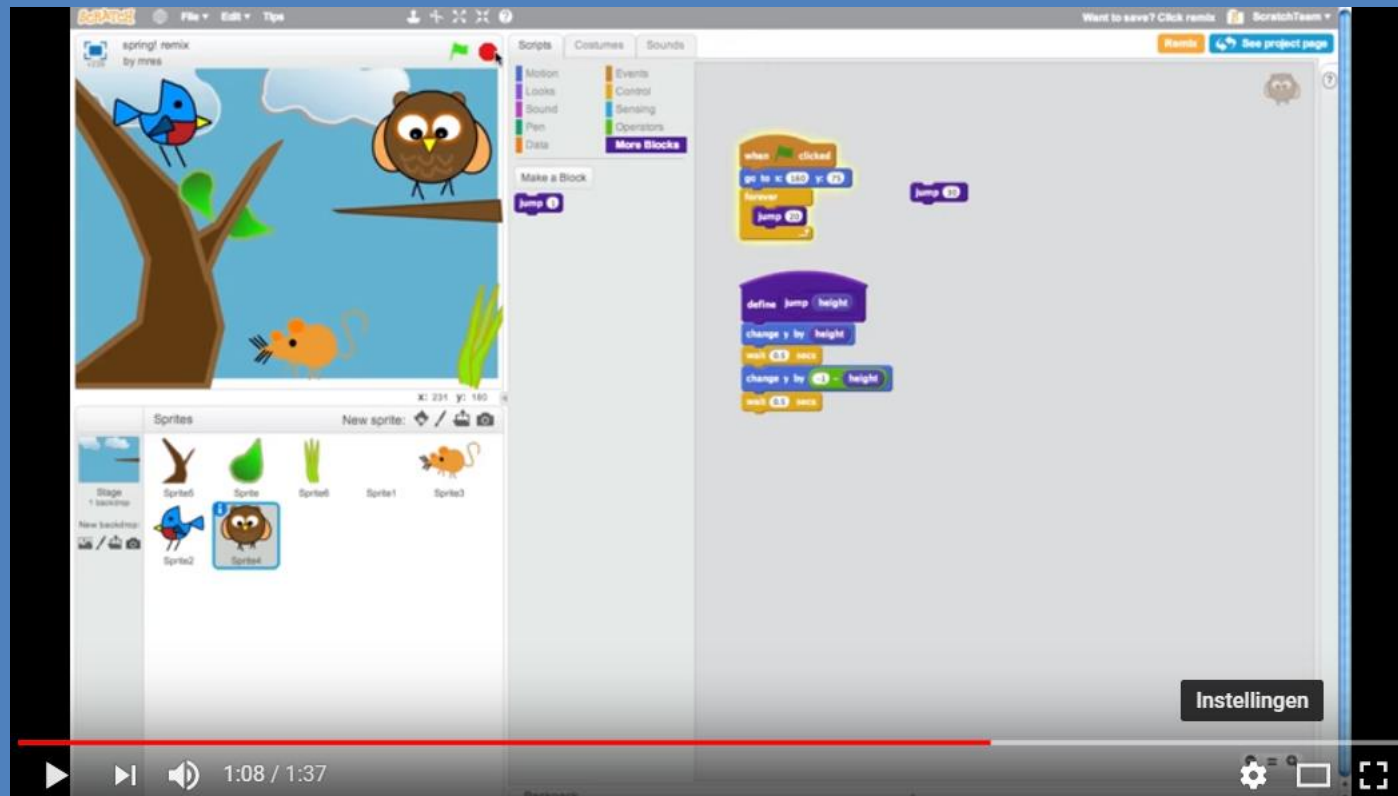 SCRATCH File Edit Tips
Want to save? Click remix ScratchTeam
spring! remix
by mres
Scripts Costumes Sounds
Remix See project page
Motion Events
Looks Control
Sound Sensing
Pen Operators
Data More Blocks
Make a Block
jump 1
when clicked
go to x: 160 y: 75
forever
jump 20
jump 30
define jump height
change y by height
wait 0.5 secs
change y by -1 - height
wait 0.5 secs
x: 231 y: 180
Sprites New sprite:
Stage
1 backdrop
New backdrop:
Sprite5 Sprite Sprite6 Sprite1 Sprite3
Sprite2 Sprite4
Instellingen
1:08 / 1:37